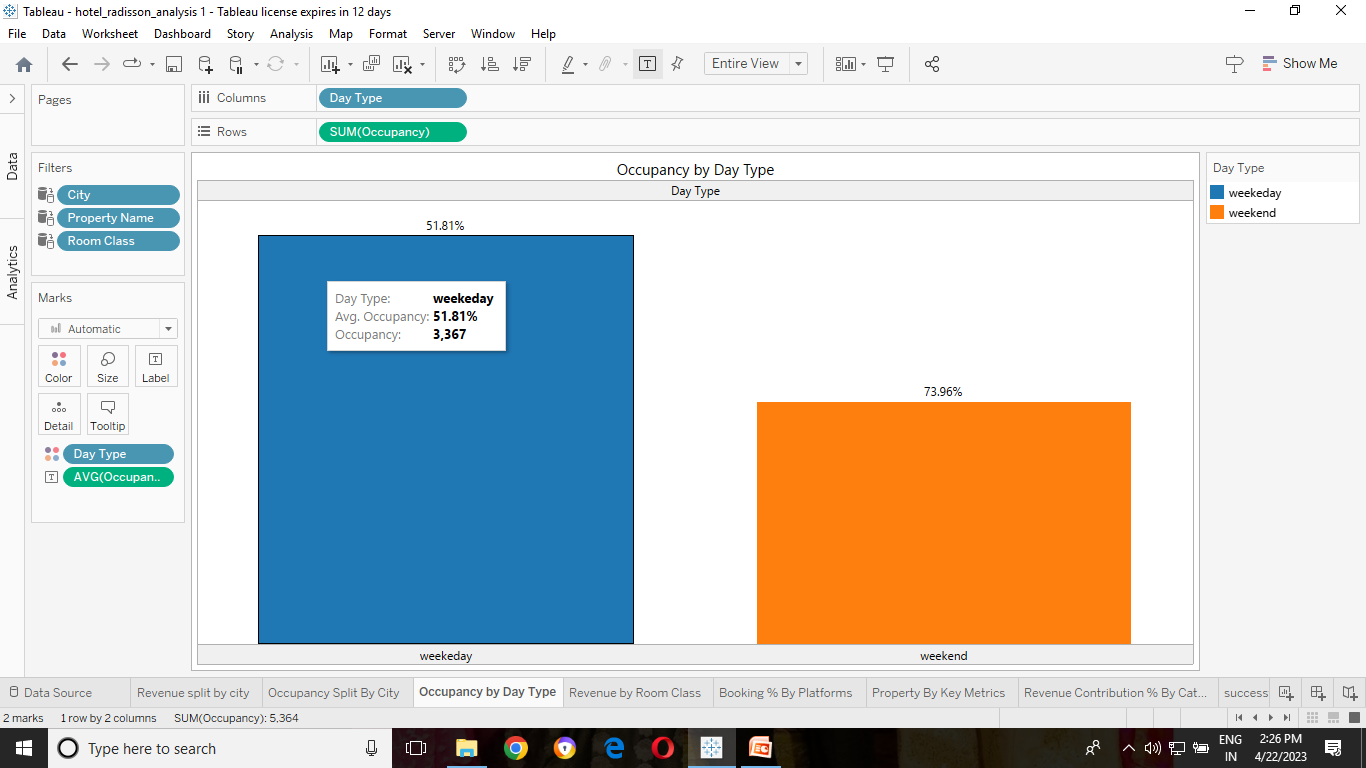 Tableau - hotel_radisson_analysis 1 - Tableau license expires in 12 days
File Data Worksheet Dashboard Story Analysis Map Format Server Window Help
Entire View
Show Me
Pages
Columns
Day Type
Rows
SUM(Occupancy)
Data
Analytics
Filters
City
Property Name
Room Class
Marks
Automatic
Color Size Label
Detail Tooltip
Day Type
AVG(Occupan..
Occupancy by Day Type
Day Type
51.81%
Day Type: weekeday
Avg. Occupancy: 51.81%
Occupancy: 3,367
73.96%
weekeday weekend
Day Type
weekeday
weekend
Data Source Revenue split by city Occupancy Split By City Occupancy by Day Type Revenue by Room Class Booking % By Platforms Property By Key Metrics Revenue Contribution % By Cat... success
2 marks 1 row by 2 columns SUM(Occupancy): 5,364
Type here to search
ENG 2:26 PM
IN 4/22/2023